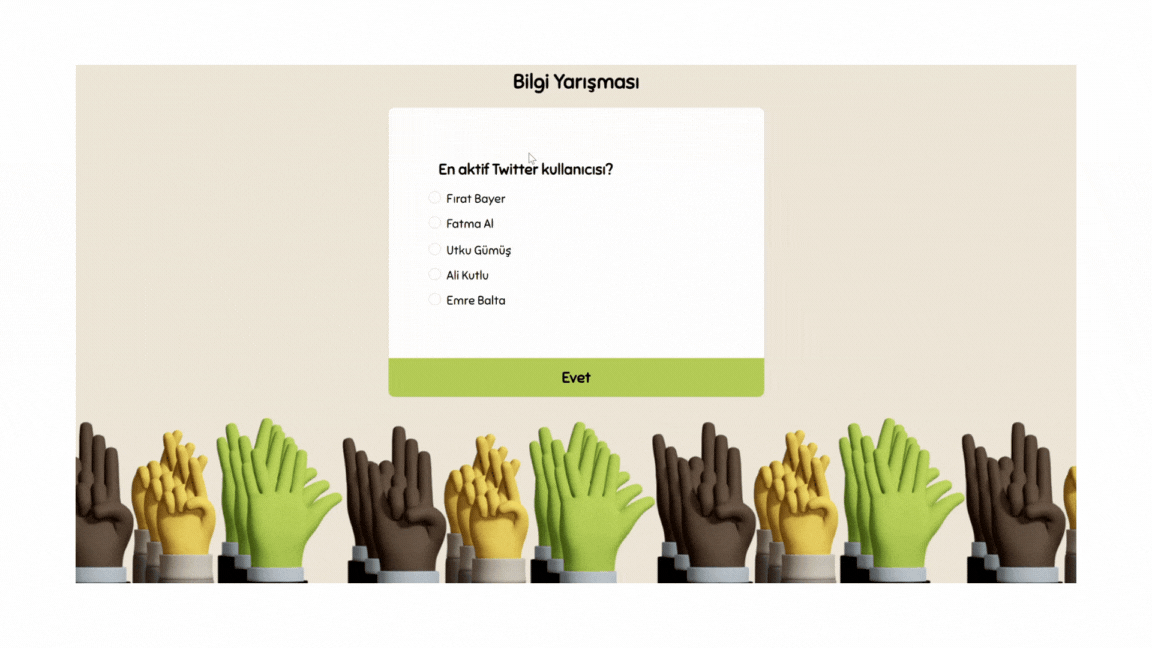 Bilgi Yarışması
En aktif Twitter kullanıcısı?
Fırat Bayer
Fatma Al
Utku Gümüş
Ali Kutlu
Emre Balta
Evet